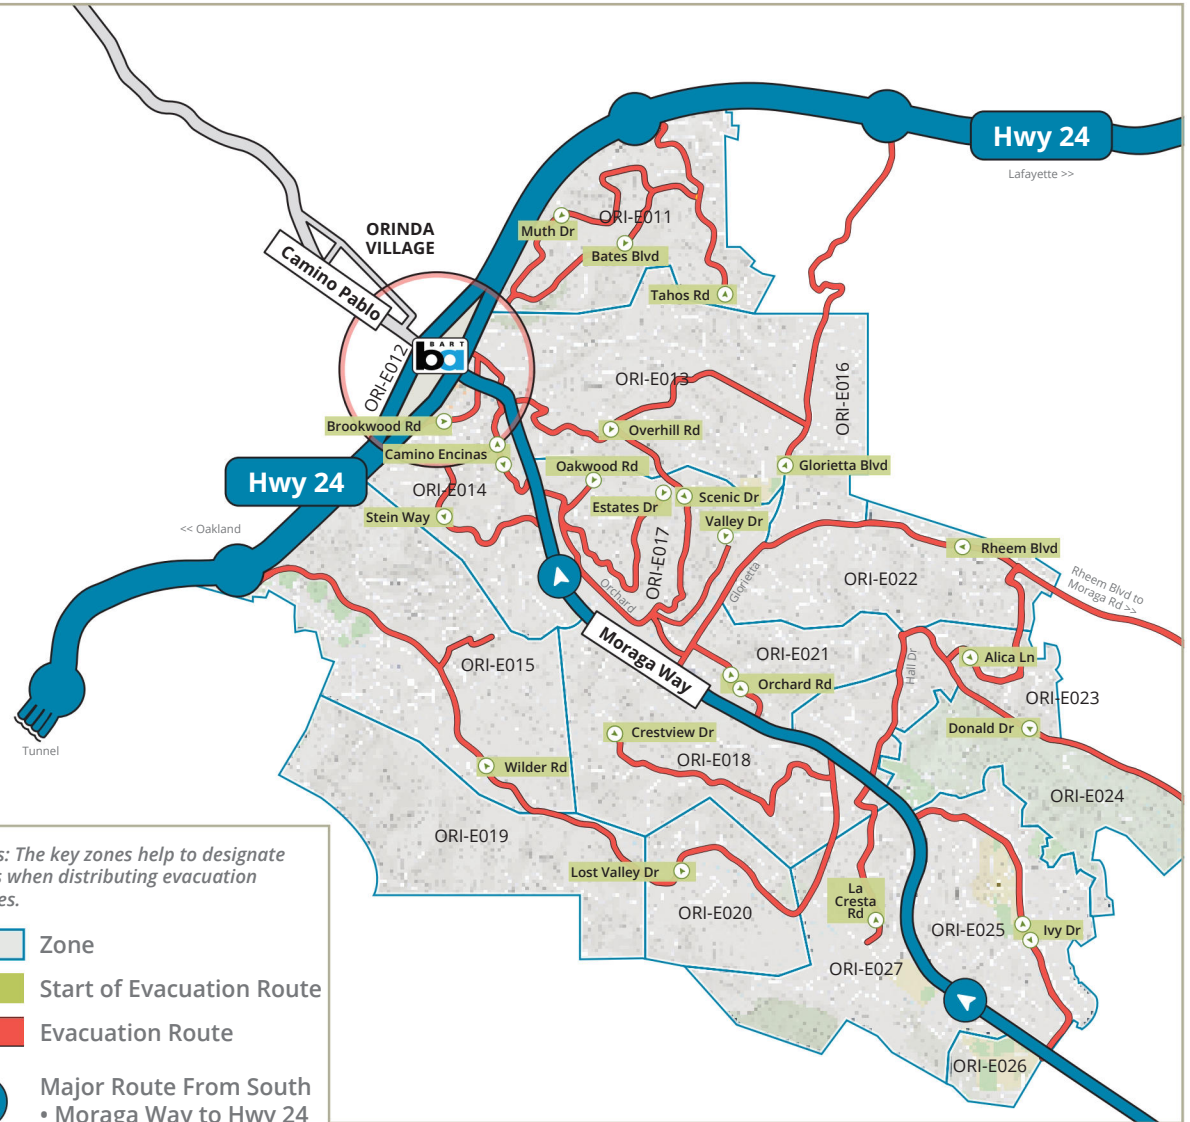 Hwy 24
Lafayette >>
ORINDA
VILLAGE
Camino Pablo
BART
ba
ORI-E011
Muth Dr
Bates Blvd
Tahos Rd
ORI-E012
ORI-E013
ORI-E016
Brookwood Rd
Overhill Rd
Camino Encinas
Oakwood Rd
Glorietta Blvd
Hwy 24
ORI-E014
Estates Dr
Scenic Dr
Stein Way
Valley Dr
<< Oakland
ORI-E017
Rheem Blvd
Rheem Blvd to
Moraga Rd >>
ORI-E022
Orchard
Glorietta
Moraga Way
ORI-E015
ORI-E021
Hall Dr
Alica Ln
Orchard Rd
ORI-E023
Donald Dr
Tunnel
Crestview Dr
ORI-E018
Wilder Rd
ORI-E024
ORI-E019
Lost Valley Dr
La
Cresta
Rd
ORI-E020
ORI-E025
Ivy Dr
ORI-E027
ORI-E026
s: The key zones help to designate
s when distributing evacuation
es.
Zone
Start of Evacuation Route
Evacuation Route
Major Route From South
• Moraga Way to Hwy 24